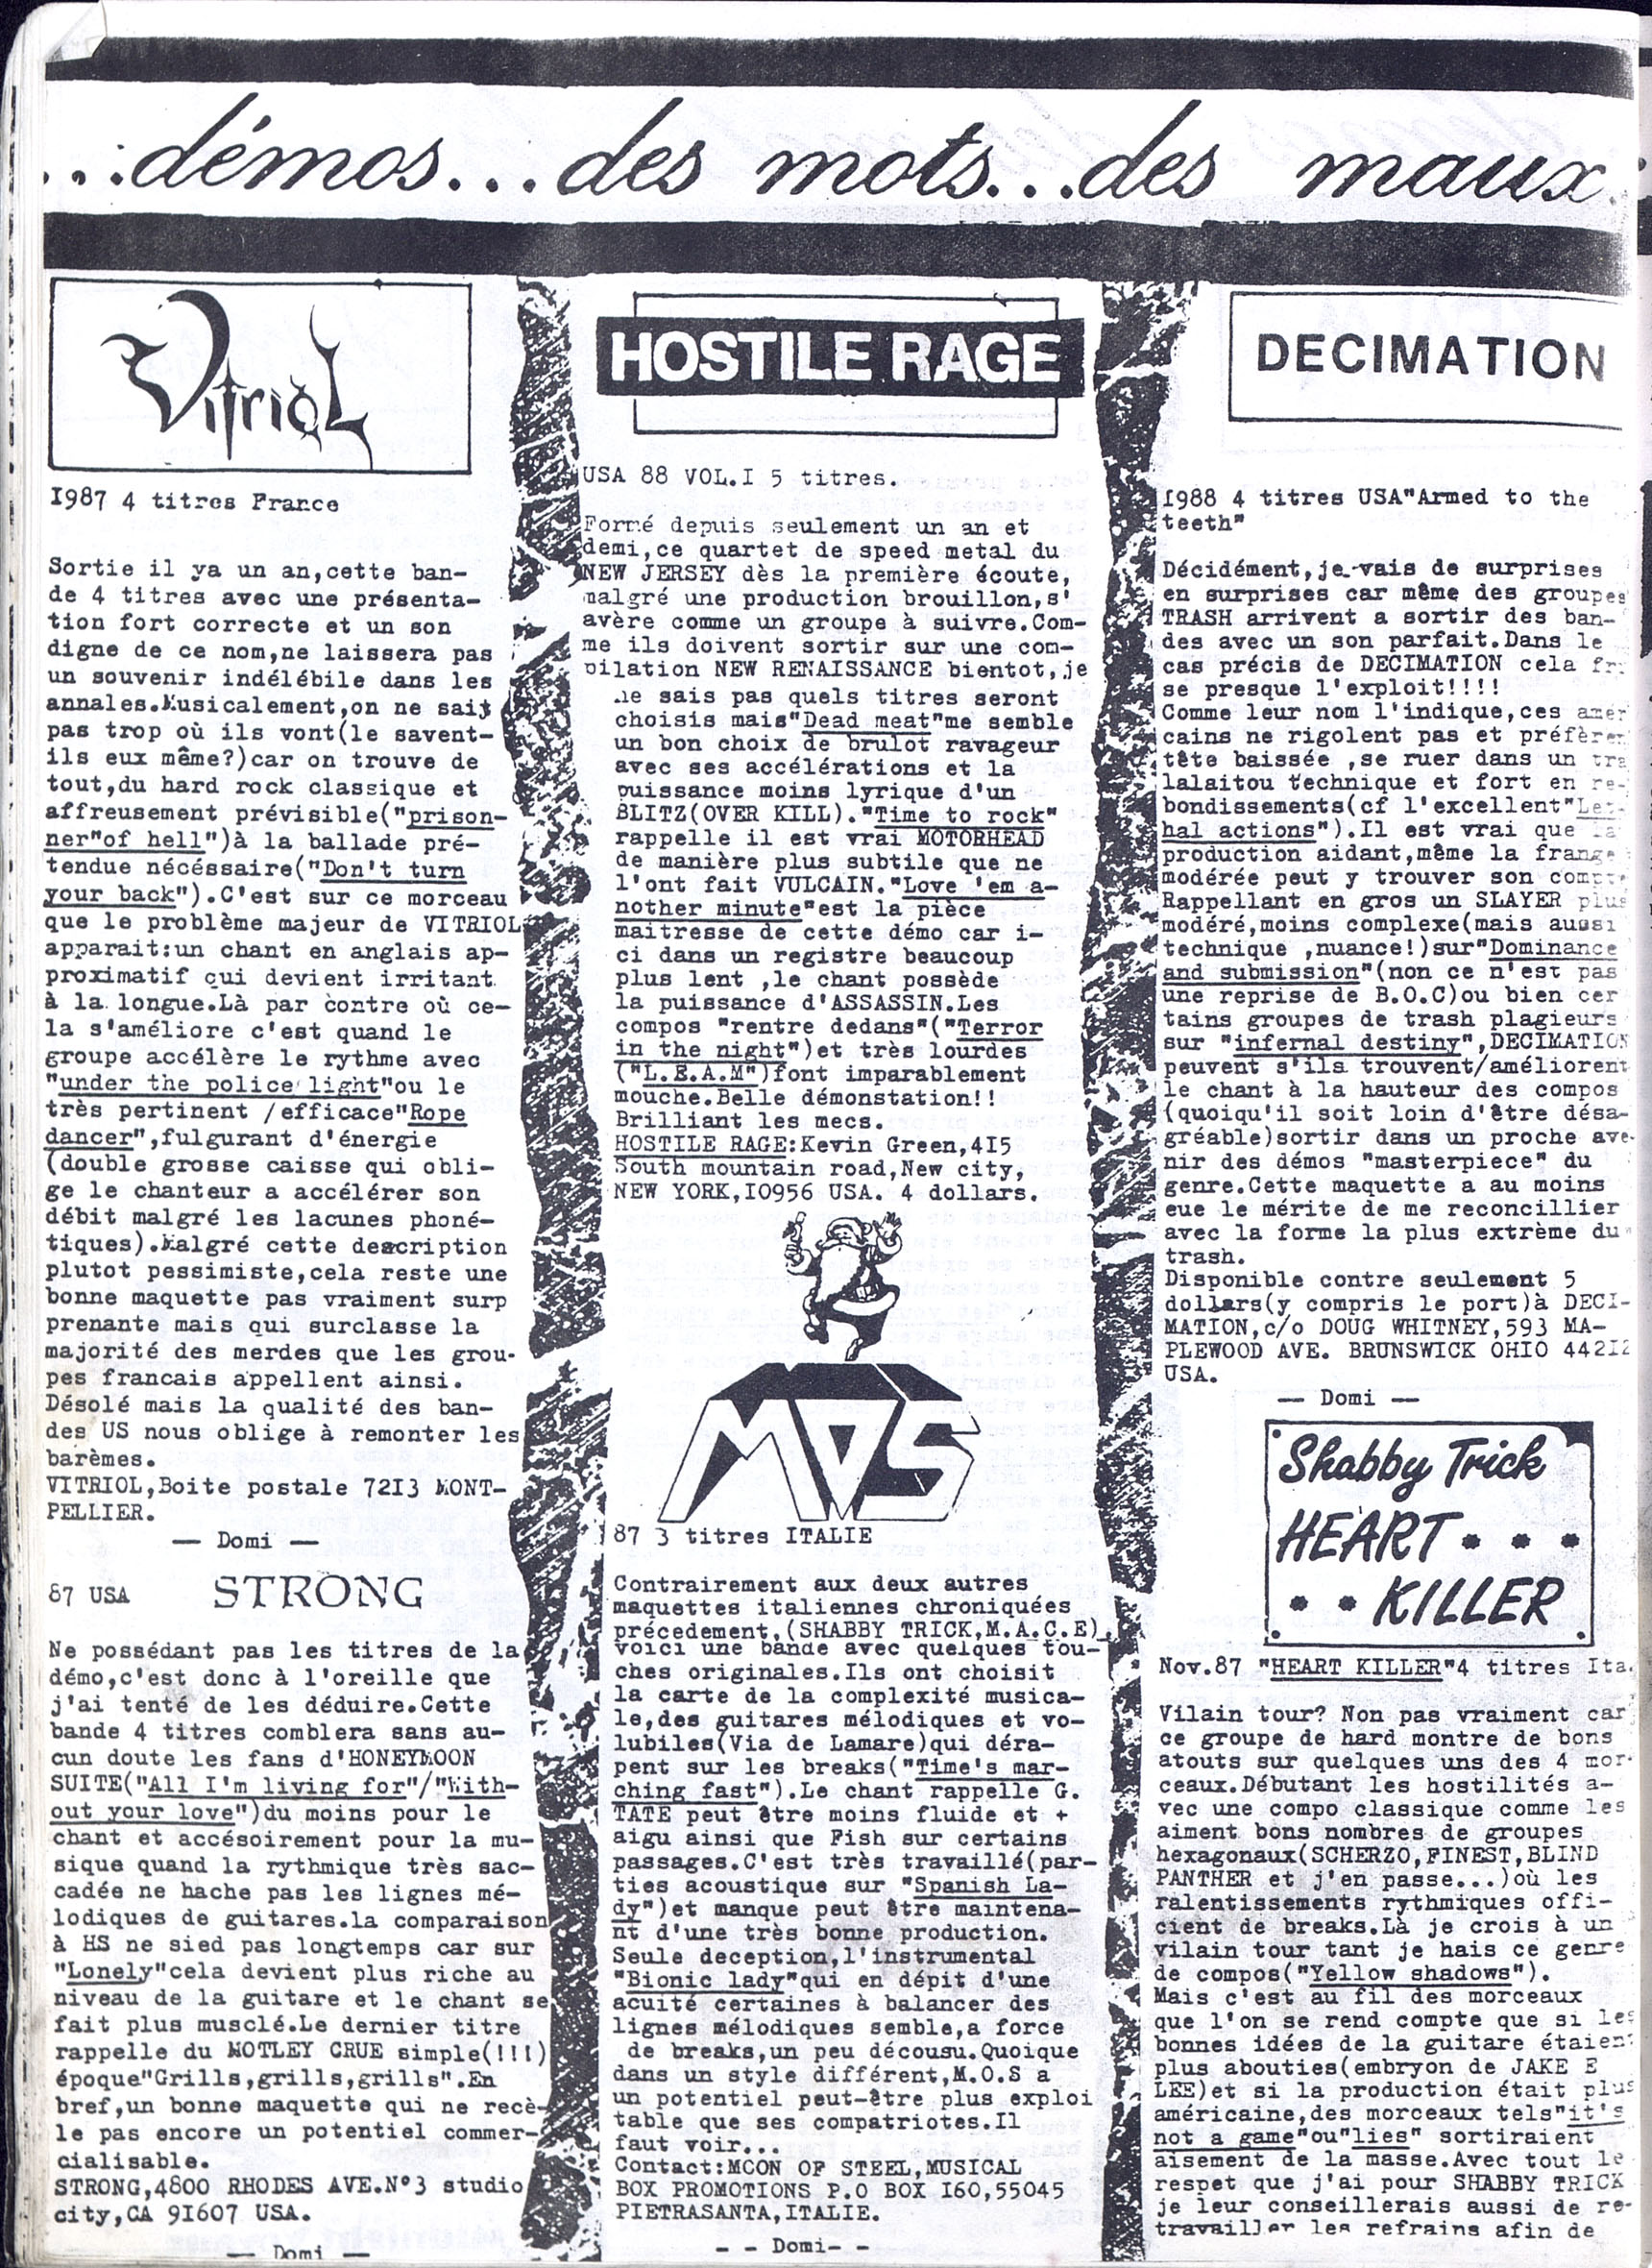 ...démos...des mots...des maux.
Vitriol
1987 4 titres France
Sortie il ya un an,cette ban-
de 4 titres avec une présenta-
tion fort correcte et un son
digne de ce nom,ne laissera pas
un souvenir indélébile dans les
annales.Musicalement,on ne sait
pas trop où ils vont(le savent-
ils eux même?)car on trouve de
tout,du hard rock classique et
affreusement prévisible("prison-
ner"of hell")à la ballade pré-
tendue nécéssaire("Don't turn
your back").C'est sur ce morceau
que le problème majeur de VITRIOL
apparait:un chant en anglais ap-
proximatif qui devient irritant
à la longue.Là par contre où ce-
la s'améliore c'est quand le
groupe accélère le rythme avec
"under the police light"ou le
très pertinent /efficace"Rope
dancer",fulgurant d'énergie
(double grosse caisse qui obli-
ge le chanteur a accélérer son
débit malgré les lacunes phoné-
tiques).Malgré cette description
plutot pessimiste,cela reste une
bonne maquette pas vraiment surp
prenante mais qui surclasse la
majorité des merdes que les grou-
pes francais appellent ainsi.
Désolé mais la qualité des ban-
des US nous oblige à remonter les
barèmes.
VITRIOL,Boite postale 7213 MONT-
PELLIER.
— Domi —
87 USA STRONG
Ne possédant pas les titres de la
démo,c'est donc à l'oreille que
j'ai tenté de les déduire.Cette
bande 4 titres comblera sans au-
cun doute les fans d'HONEYMOON
SUITE("All I'm living for"/"With-
out your love")du moins pour le
chant et accésoirement pour la mu-
sique quand la rythmique très sac-
cadée ne hache pas les lignes mé-
lodiques de guitares.la comparaison
à HS ne sied pas longtemps car sur
"Lonely"cela devient plus riche au
niveau de la guitare et le chant se
fait plus musclé.Le dernier titre
rappelle du MOTLEY CRUE simple(!!!)
époque"Grills,grills,grills".En
bref,un bonne maquette qui ne recè-
le pas encore un potentiel commer-
cialisable.
STRONG,4800 RHODES AVE.N°3 studio
city,CA 91607 USA.
— Domi —
HOSTILE RAGE
USA 88 VOL.I 5 titres.
Formé depuis seulement un an et
demi,ce quartet de speed metal du
NEW JERSEY dès la première écoute,
malgré une production brouillon,s'
avère comme un groupe à suivre.Com-
me ils doivent sortir sur une com-
pilation NEW RENAISSANCE bientot,je
ne sais pas quels titres seront
choisis mais"Dead meat"me semble
un bon choix de brulot ravageur
avec ses accélérations et la
puissance moins lyrique d'un
BLITZ(OVER KILL)."Time to rock"
rappelle il est vrai MOTORHEAD
de manière plus subtile que ne
l'ont fait VULCAIN."Love 'em a-
nother minute"est la pièce
maitresse de cette démo car i-
ci dans un registre beaucoup
plus lent ,le chant possède
la puissance d'ASSASSIN.Les
compos "rentre dedans"("Terror
in the night")et très lourdes
("L.E.A.M")font imparablement
mouche.Belle démonstation!!
Brilliant les mecs.
HOSTILE RAGE:Kevin Green,415
South mountain road,New city,
NEW YORK,I0956 USA. 4 dollars.
MOS
87 3 titres ITALIE
Contrairement aux deux autres
maquettes italiennes chroniquées
précedement,(SHABBY TRICK,M.A.C.E)
voici une bande avec quelques tou-
ches originales.Ils ont choisit
la carte de la complexité musica-
le,des guitares mélodiques et vo-
lubiles(Via de Lamare)qui déra-
pent sur les breaks("Time's mar-
ching fast").Le chant rappelle G.
TATE peut être moins fluide et +
aigu ainsi que Fish sur certains
passages.C'est très travaillé(par-
ties acoustique sur "Spanish La-
dy")et manque peut être maintena-
nt d'une très bonne production.
Seule deception,l'instrumental
"Bionic lady"qui en dépit d'une
acuité certaines à balancer des
lignes mélodiques semble,a force
de breaks,un peu décousu.Quoique
dans un style différent,M.O.S a
un potentiel peut-être plus exploi
table que ses compatriotes.Il
faut voir...
Contact:MOON OF STEEL,MUSICAL
BOX PROMOTIONS P.O BOX I60,55045
PIETRASANTA,ITALIE.
- - Domi- -
DECIMATION
1988 4 titres USA"Armed to the
teeth"
Décidément,je vais de surprises
en surprises car même des groupes
TRASH arrivent a sortir des ban-
des avec un son parfait.Dans le
cas précis de DECIMATION cela fri
se presque l'exploit!!!!
Comme leur nom l'indique,ces amér
cains ne rigolent pas et préfèren
tête baissée ,se ruer dans un tra
lalaitou technique et fort en re-
bondissements(cf l'excellent"Let-
hal actions").Il est vrai que la
production aidant,même la frange
modérée peut y trouver son compte
Rappellant en gros un SLAYER plus
modéré,moins complexe(mais aussi
technique ,nuance!)sur"Dominance
and submission"(non ce n'est pas
une reprise de B.O.C)ou bien cer
tains groupes de trash plagieurs
sur "infernal destiny",DECIMATION
peuvent s'ils trouvent/améliorent
le chant à la hauteur des compos
(quoiqu'il soit loin d'être désa-
gréable)sortir dans un proche ave-
nir des démos "masterpiece" du
genre.Cette maquette a au moins
eue le mérite de me reconcillier
avec la forme la plus extrème du
trash.
Disponible contre seulement 5
dollars(y compris le port)à DECI-
MATION,c/o DOUG WHITNEY,593 MA-
PLEWOOD AVE. BRUNSWICK OHIO 44212
USA.
— Domi —
Shabby Trick
HEART
KILLER
Nov.87 "HEART KILLER"4 titres Ita.
Vilain tour? Non pas vraiment car
ce groupe de hard montre de bons
atouts sur quelques uns des 4 mor-
ceaux.Débutant les hostilités a-
vec une compo classique comme les
aiment bons nombres de groupes
hexagonaux(SCHERZO,FINEST,BLIND
PANTHER et j'en passe...)où les
ralentissements rythmiques offi-
cient de breaks.Là je crois à un
vilain tour tant je hais ce genre
de compos("Yellow shadows").
Mais c'est au fil des morceaux
que l'on se rend compte que si les
bonnes idées de la guitare étaient
plus abouties(embryon de JAKE E
LEE)et si la production était plus
américaine,des morceaux tels"it's
not a game"ou"lies" sortiraient
aisement de la masse.Avec tout le
respet que j'ai pour SHABBY TRICK
je leur conseillerais aussi de re-
travailler les refrains afin de